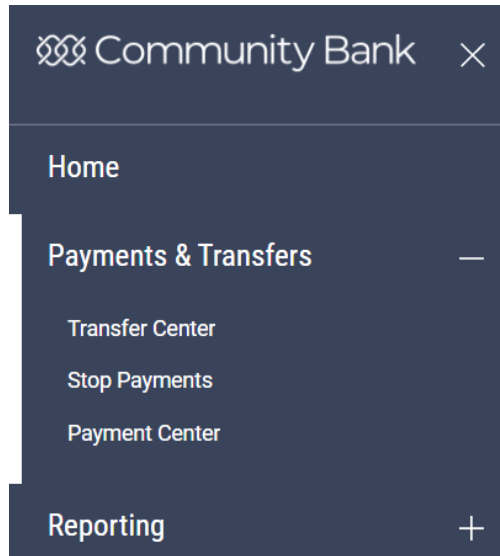 Community Bank
Home
Payments & Transfers
Transfer Center
Stop Payments
Payment Center
Reporting